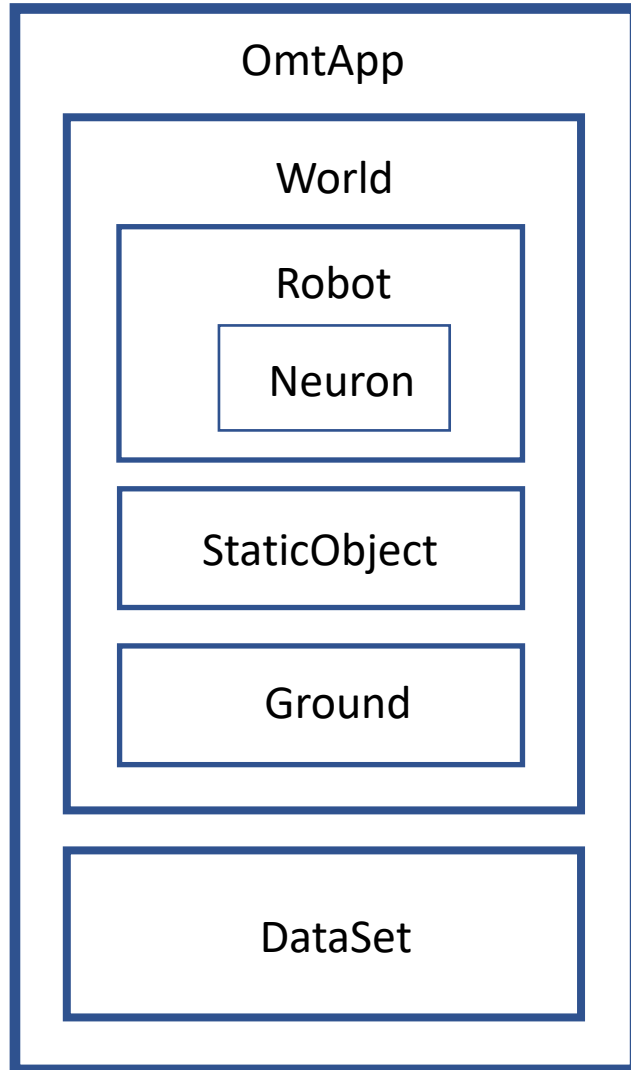 OmtApp
World
Robot
Neuron
StaticObject
Ground
DataSet